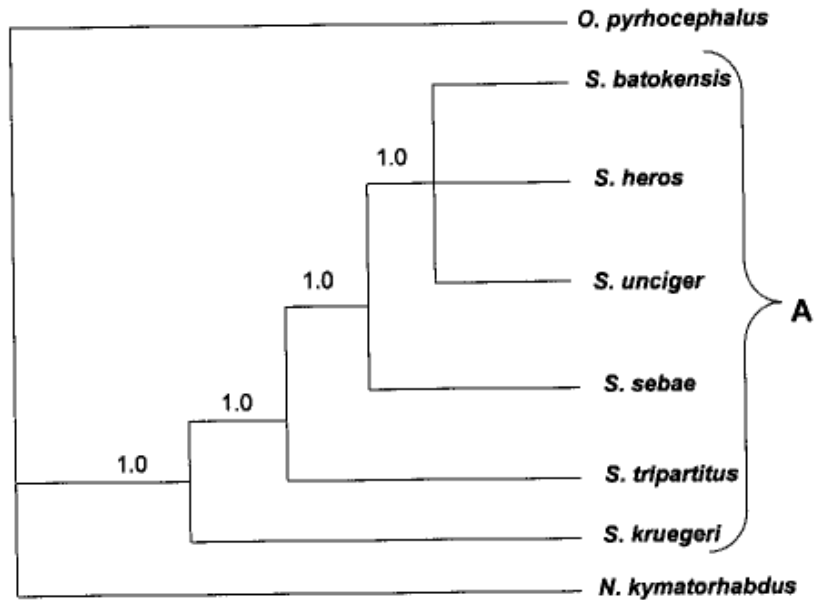 O. pyrhocephalus
S. batokensis
1.0
S. heros
1.0
S. unciger
A
S. sebae
1.0
1.0
S. tripartitus
S. kruegeri
N. kymatorhabdus